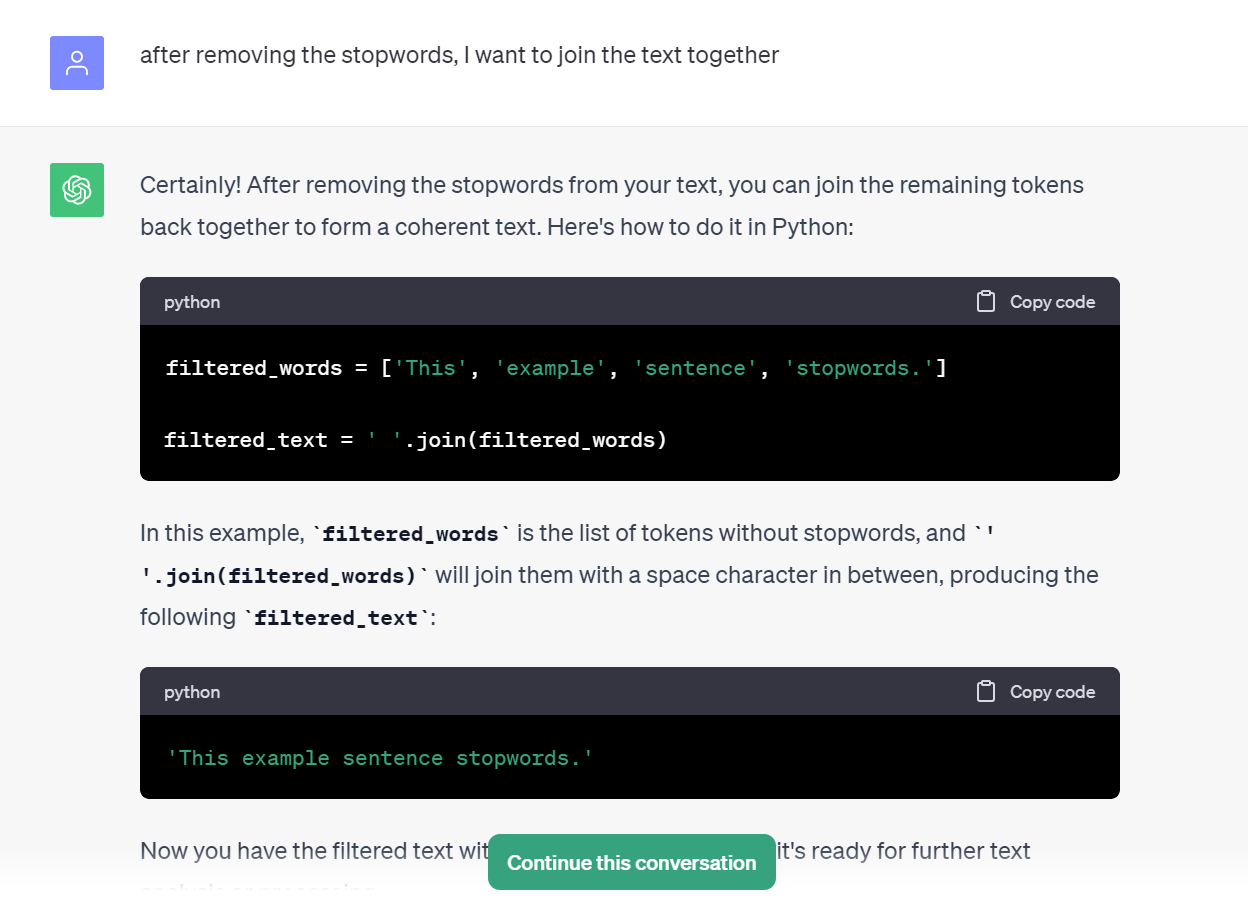 after removing the stopwords, I want to join the text together
Certainly! After removing the stopwords from your text, you can join the remaining tokens
back together to form a coherent text. Here's how to do it in Python:
python Copy code
filtered_words = ['This', 'example', 'sentence', 'stopwords.']
filtered_text = ' '.join(filtered_words)
In this example, `filtered_words` is the list of tokens without stopwords, and `'
'.join(filtered_words)` will join them with a space character in between, producing the
following `filtered_text`:
python Copy code
'This example sentence stopwords.'
Now you have the filtered text it's ready for further text
Continue this conversation